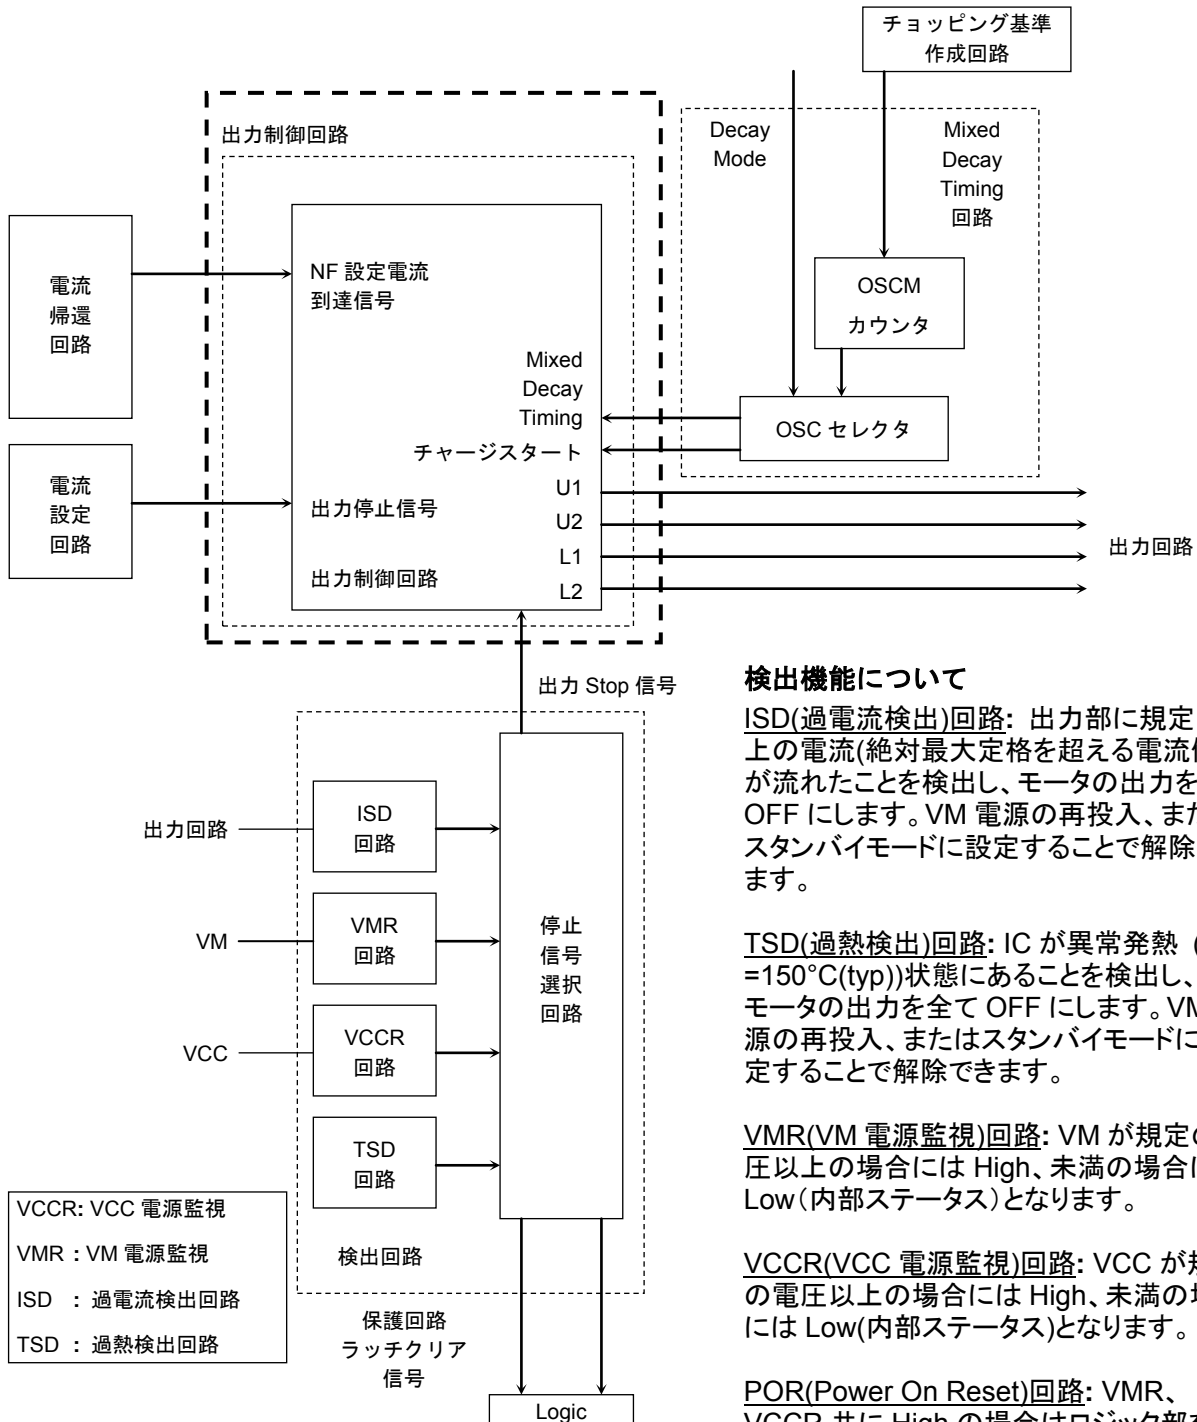 チョッピング基準
作成回路
出力制御回路
Decay
Mode
Mixed
Decay
Timing
回路
電流
帰還
回路
NF 設定電流
到達信号
OSCM
カウンタ
Mixed
Decay
Timing
OSC セレクタ
チャージスタート
電流
設定
回路
出力停止信号
U1
U2
L1
L2
出力回路
出力制御回路
出力 Stop 信号
出力回路
ISD
回路
VM
VMR
回路
停止
信号
選択
回路
VCC
VCCR
回路
TSD
回路
検出回路
VCCR: VCC 電源監視
VMR : VM 電源監視
ISD : 過電流検出回路
TSD : 過熱検出回路
保護回路
ラッチクリア
信号
Logic
検出機能について
ISD(過電流検出)回路: 出力部に規定
上の電流(絶対最大定格を超える電流
が流れたことを検出し、モータの出力を
OFF にします。VM 電源の再投入、ま
スタンバイモードに設定することで解除
ます。
TSD(過熱検出)回路: IC が異常発熱 (
=150°C(typ))状態にあることを検出し、
モータの出力を全て OFF にします。VM
源の再投入、またはスタンバイモードに
定することで解除できます。
VMR(VM 電源監視)回路: VM が規定の
圧以上の場合には High、未満の場合
Low（内部ステータス）となります。
VCCR(VCC 電源監視)回路: VCC が
の電圧以上の場合には High、未満の
には Low(内部ステータス)となります。
POR(Power On Reset)回路: VMR、
VCCR 共に High の場合はロジック部